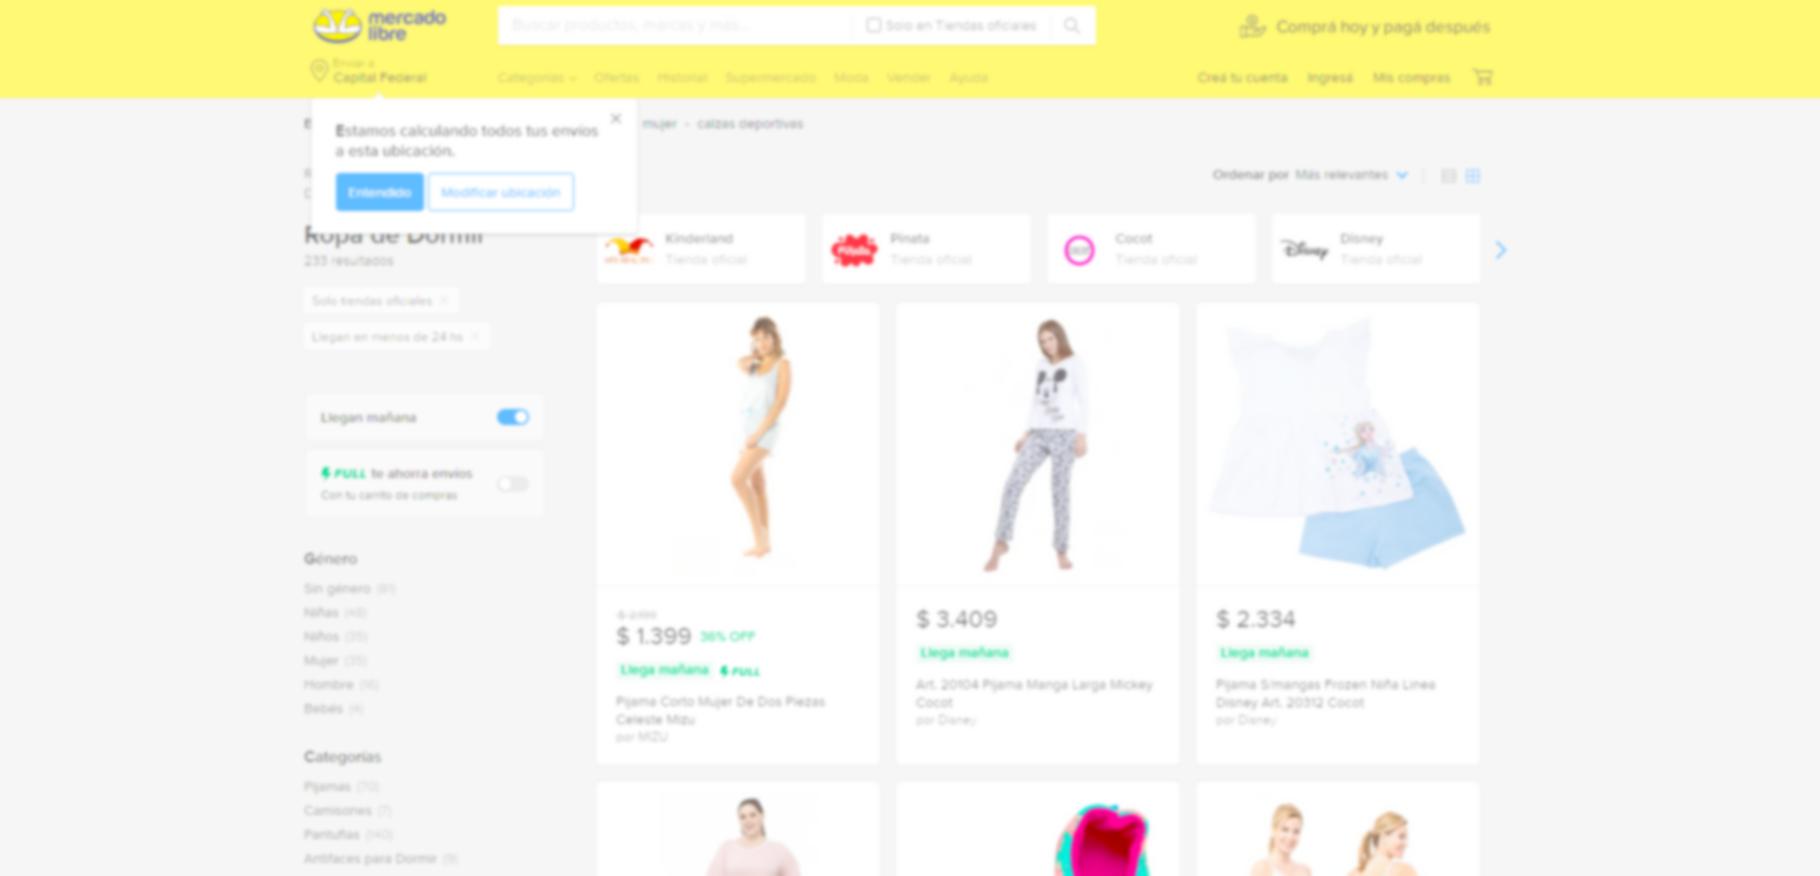 mercado
libre
Buscar productos, marcas y más...
Solo en Tiendas oficiales
Comprá hoy y pagá después
Enviar a
Capital Federal
Categorías
Ofertas
Historial
Supermercado
Moda
Vender
Ayuda
Creá tu cuenta
Ingresá
Mis compras
Estamos calculando todos tus envíos
a esta ubicación.
Entendido
Modificar ubicación
mujer - calzas deportivas
Ordenar por Más relevantes
Ropa de Dormir
233 resultados
Solo tiendas oficiales
Llegan en menos de 24 hs
Kinderland
Tienda oficial
Pinata
Tienda oficial
Cocot
Tienda oficial
Disney
Disney
Tienda oficial
Llegan mañana
FULL te ahorra envíos
Con tu carrito de compras
Género
Sin género (81)
Niñas (48)
Niños (35)
Mujer (35)
Hombre (16)
Bebés (4)
Categorías
Pijamas (70)
Camisones (7)
Pantuflas (140)
Antifaces para Dormir (9)
$ 2.199
$ 1.399 36% OFF
Llega mañana FULL
Pijama Corto Mujer De Dos Piezas
Celeste Mizu
por MIZU
$ 3.409
Llega mañana
Art. 20104 Pijama Manga Larga Mickey
Cocot
por Disney
$ 2.334
Llega mañana
Pijama S/mangas Frozen Niña Linea
Disney Art. 20312 Cocot
por Disney